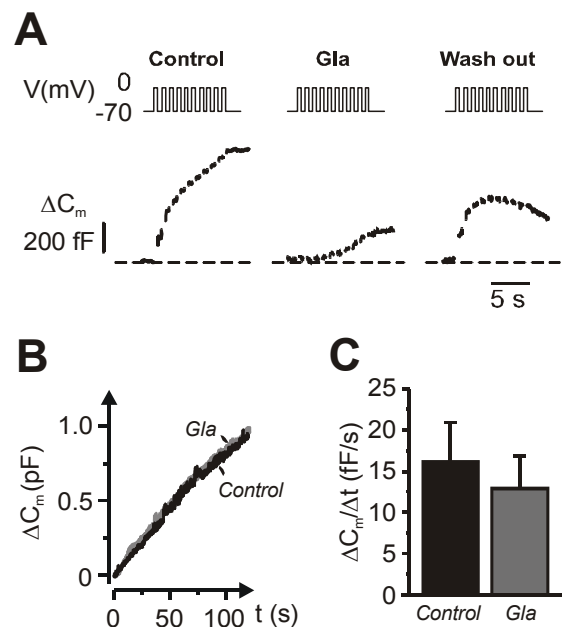 A
Control Gla Wash out
V(mV) 0
-70
ΔCm
200 fF
5 s
B
1.0
0.5
0
ΔCm (pF)
Gla
Control
0 50 100 t (s)
C
25
20
15
10
5
0
ΔCm/Δt (fF/s)
Control Gla